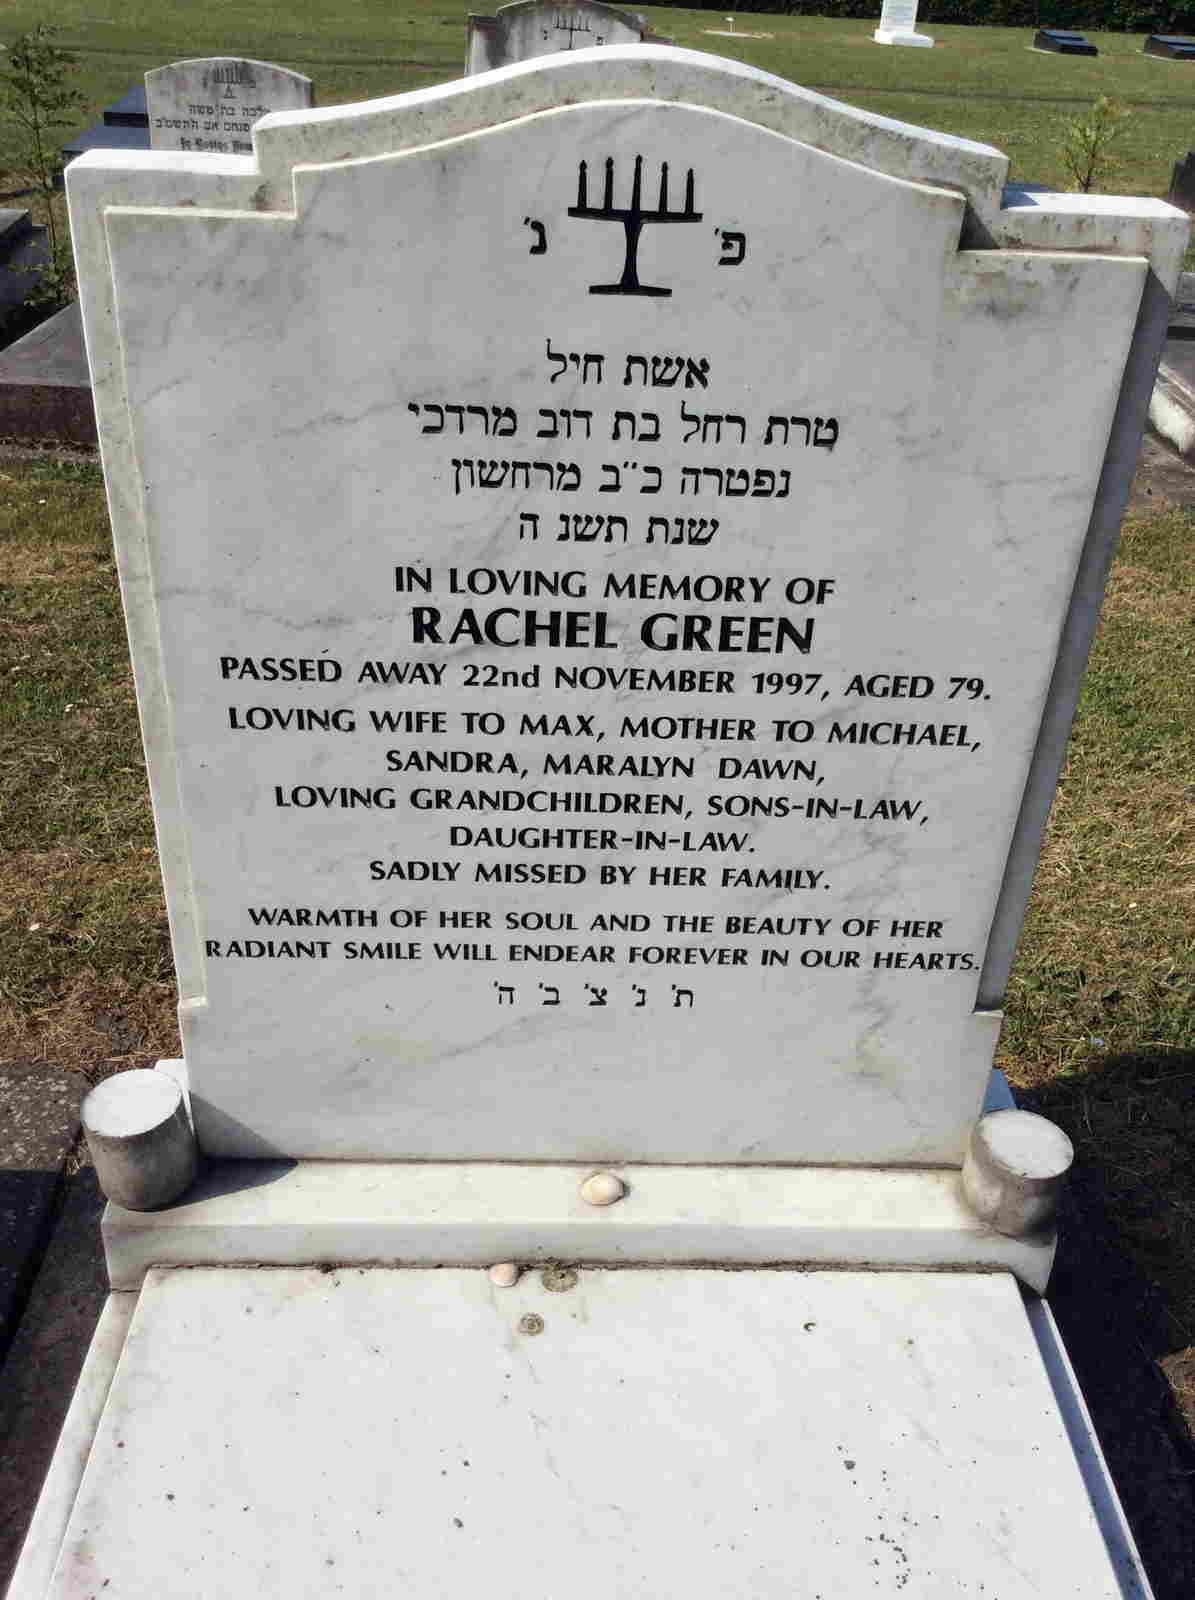 פ' נ'
אשת חיל
טרת רחל בת דוב מרדכי
נפטרה כ"ב מרחשון
שנת תשנ ה
IN LOVING MEMORY OF
RACHEL GREEN
PASSED AWAY 22nd NOVEMBER 1997, AGED 79.
LOVING WIFE TO MAX, MOTHER TO MICHAEL,
SANDRA, MARALYN DAWN,
LOVING GRANDCHILDREN, SONS-IN-LAW,
DAUGHTER-IN-LAW.
SADLY MISSED BY HER FAMILY.
WARMTH OF HER SOUL AND THE BEAUTY OF HER
RADIANT SMILE WILL ENDEAR FOREVER IN OUR HEARTS.
ת' נ' צ' ב' ה'